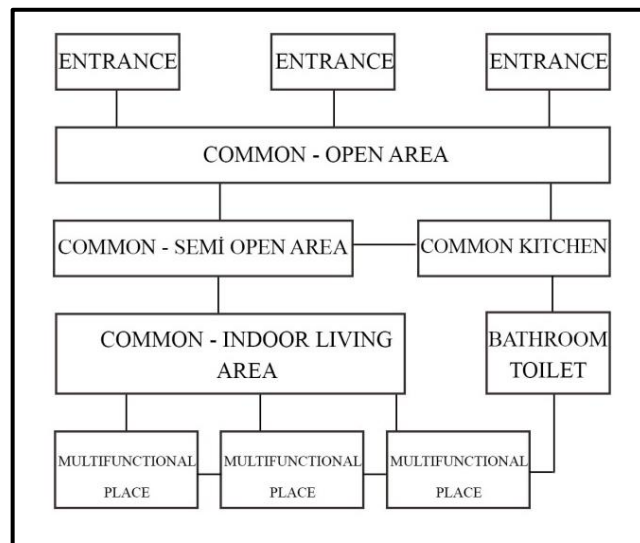 ENTRANCE
ENTRANCE
ENTRANCE
COMMON - OPEN AREA
COMMON - SEMİ OPEN AREA
COMMON KITCHEN
COMMON - INDOOR LIVING
AREA
BATHROOM
TOILET
MULTIFUNCTIONAL
PLACE
MULTIFUNCTIONAL
PLACE
MULTIFUNCTIONAL
PLACE